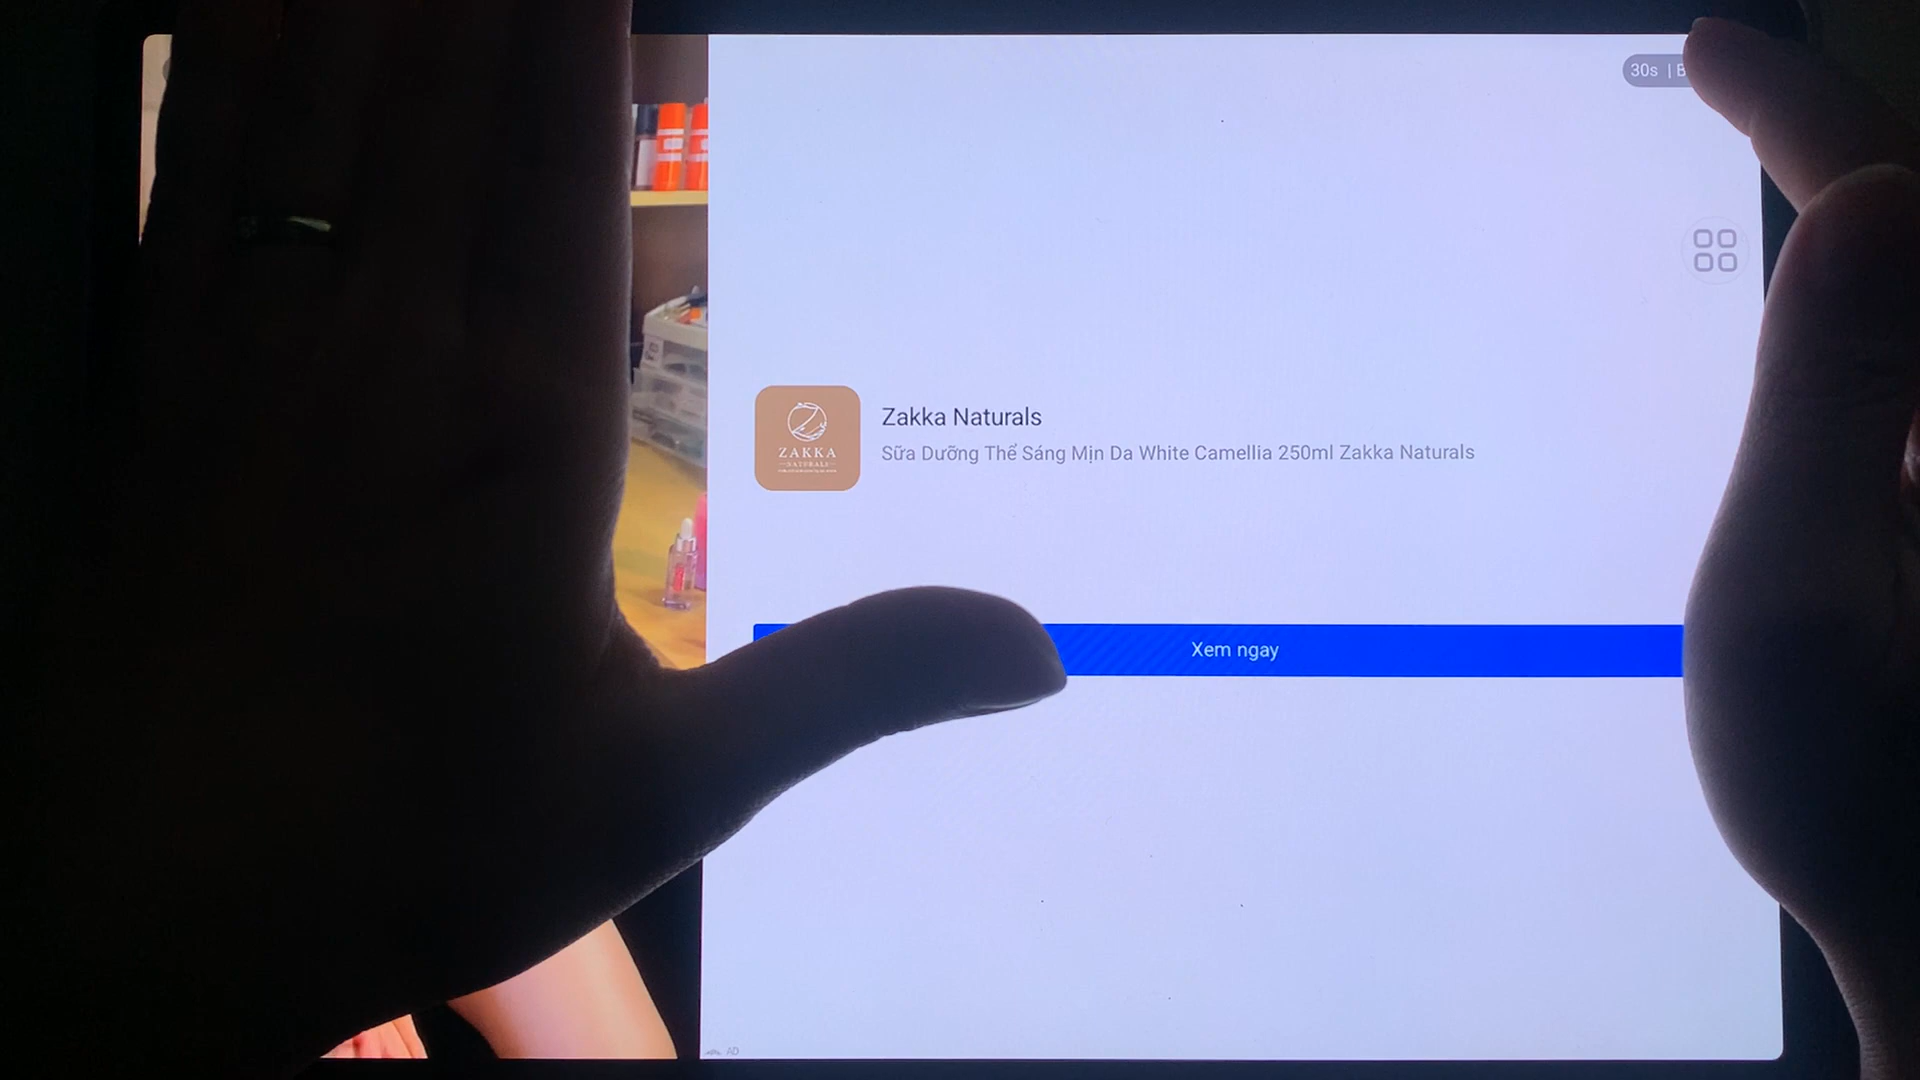 30s | B
Zakka Naturals
Sữa Dưỡng Thể Sáng Mịn Da White Camellia 250ml Zakka Naturals
ZAKKA
NATURALS
Xem ngay
AD